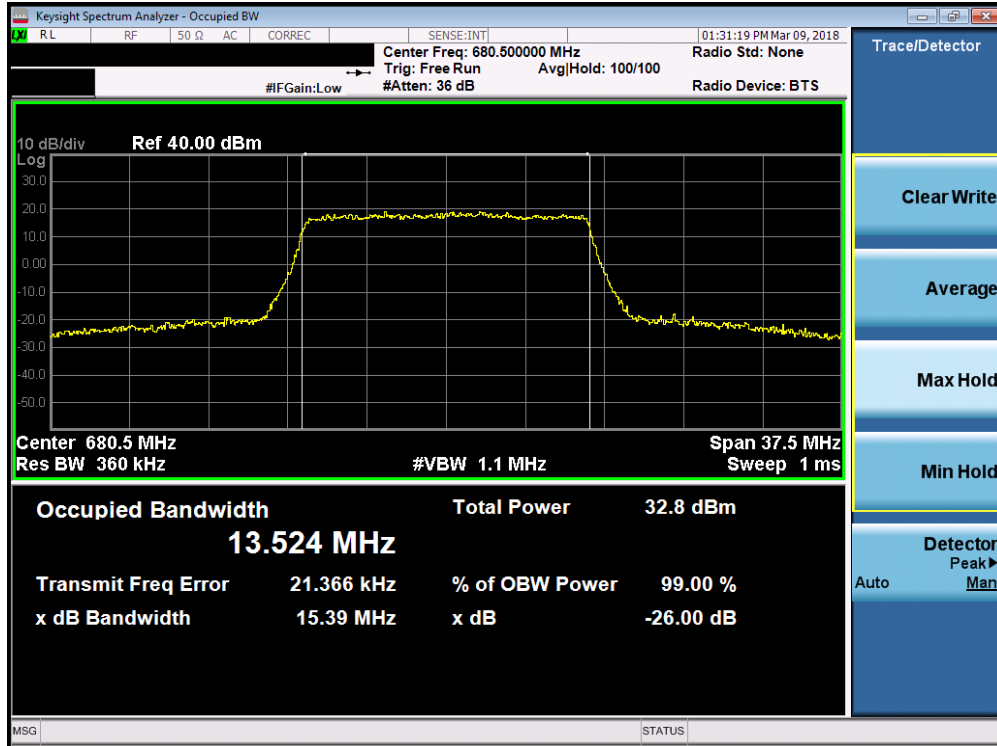 Keysight Spectrum Analyzer - Occupied BW
LXI RL RF 50 Ω AC CORREC SENSE:INT 01:31:19 PM Mar 09, 2018
Center Freq: 680.500000 MHz Radio Std: None
Trig: Free Run Avg|Hold: 100/100
#IFGain:Low #Atten: 36 dB Radio Device: BTS
10 dB/div Ref 40.00 dBm
Log
30.0
20.0
10.0
0.00
-10.0
-20.0
-30.0
-40.0
-50.0
Center 680.5 MHz Span 37.5 MHz
Res BW 360 kHz #VBW 1.1 MHz Sweep 1 ms
Occupied Bandwidth Total Power 32.8 dBm
13.524 MHz
Transmit Freq Error 21.366 kHz % of OBW Power 99.00 %
x dB Bandwidth 15.39 MHz x dB -26.00 dB
MSG STATUS
Trace/Detector
Clear Write
Average
Max Hold
Min Hold
Detector
Peak▶
Auto Man